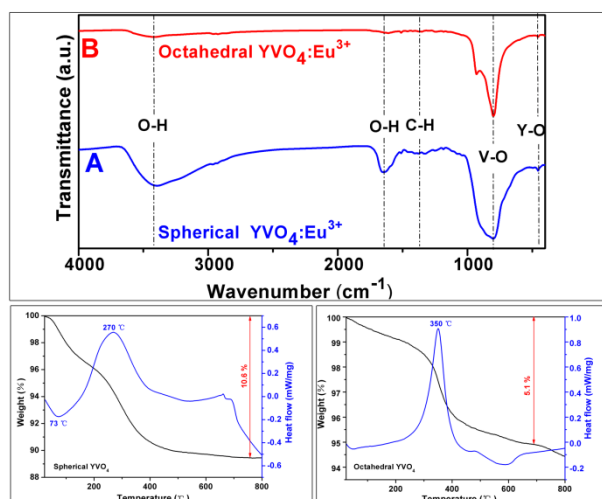 B
Octahedral YVO₄:Eu³⁺
O-H
O-H
C-H
V-O
Y-O
A
Spherical YVO₄:Eu³⁺
Transmittance (a.u.)
4000
3000
2000
1000
Wavenumber (cm⁻¹)
100
98
96
94
92
90
88
Weight(%)
270 ℃
73 ℃
10.6 %
Spherical YVO₄
0.6
0.4
0.2
0.0
-0.2
-0.4
-0.6
Heat flow (mW/mg)
0
200
400
600
800
Temperature (℃)
100
99
98
97
96
95
94
Weight(%)
350 ℃
5.1 %
Octahedral YVO₄
1.0
0.8
0.6
0.4
0.2
0.0
-0.2
Heat flow (mW/mg)
200
400
600
800
Temperature (℃)